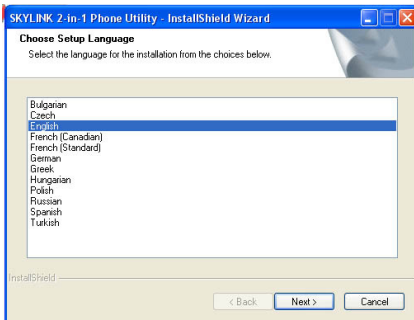 SKYLINK 2-in-1 Phone Utility - InstallShield Wizard
Choose Setup Language
Select the language for the installation from the choices below.
Bulgarian
Czech
English
French (Canadian)
French (Standard)
German
Greek
Hungarian
Polish
Russian
Spanish
Turkish
InstallShield
< Back
Next >
Cancel